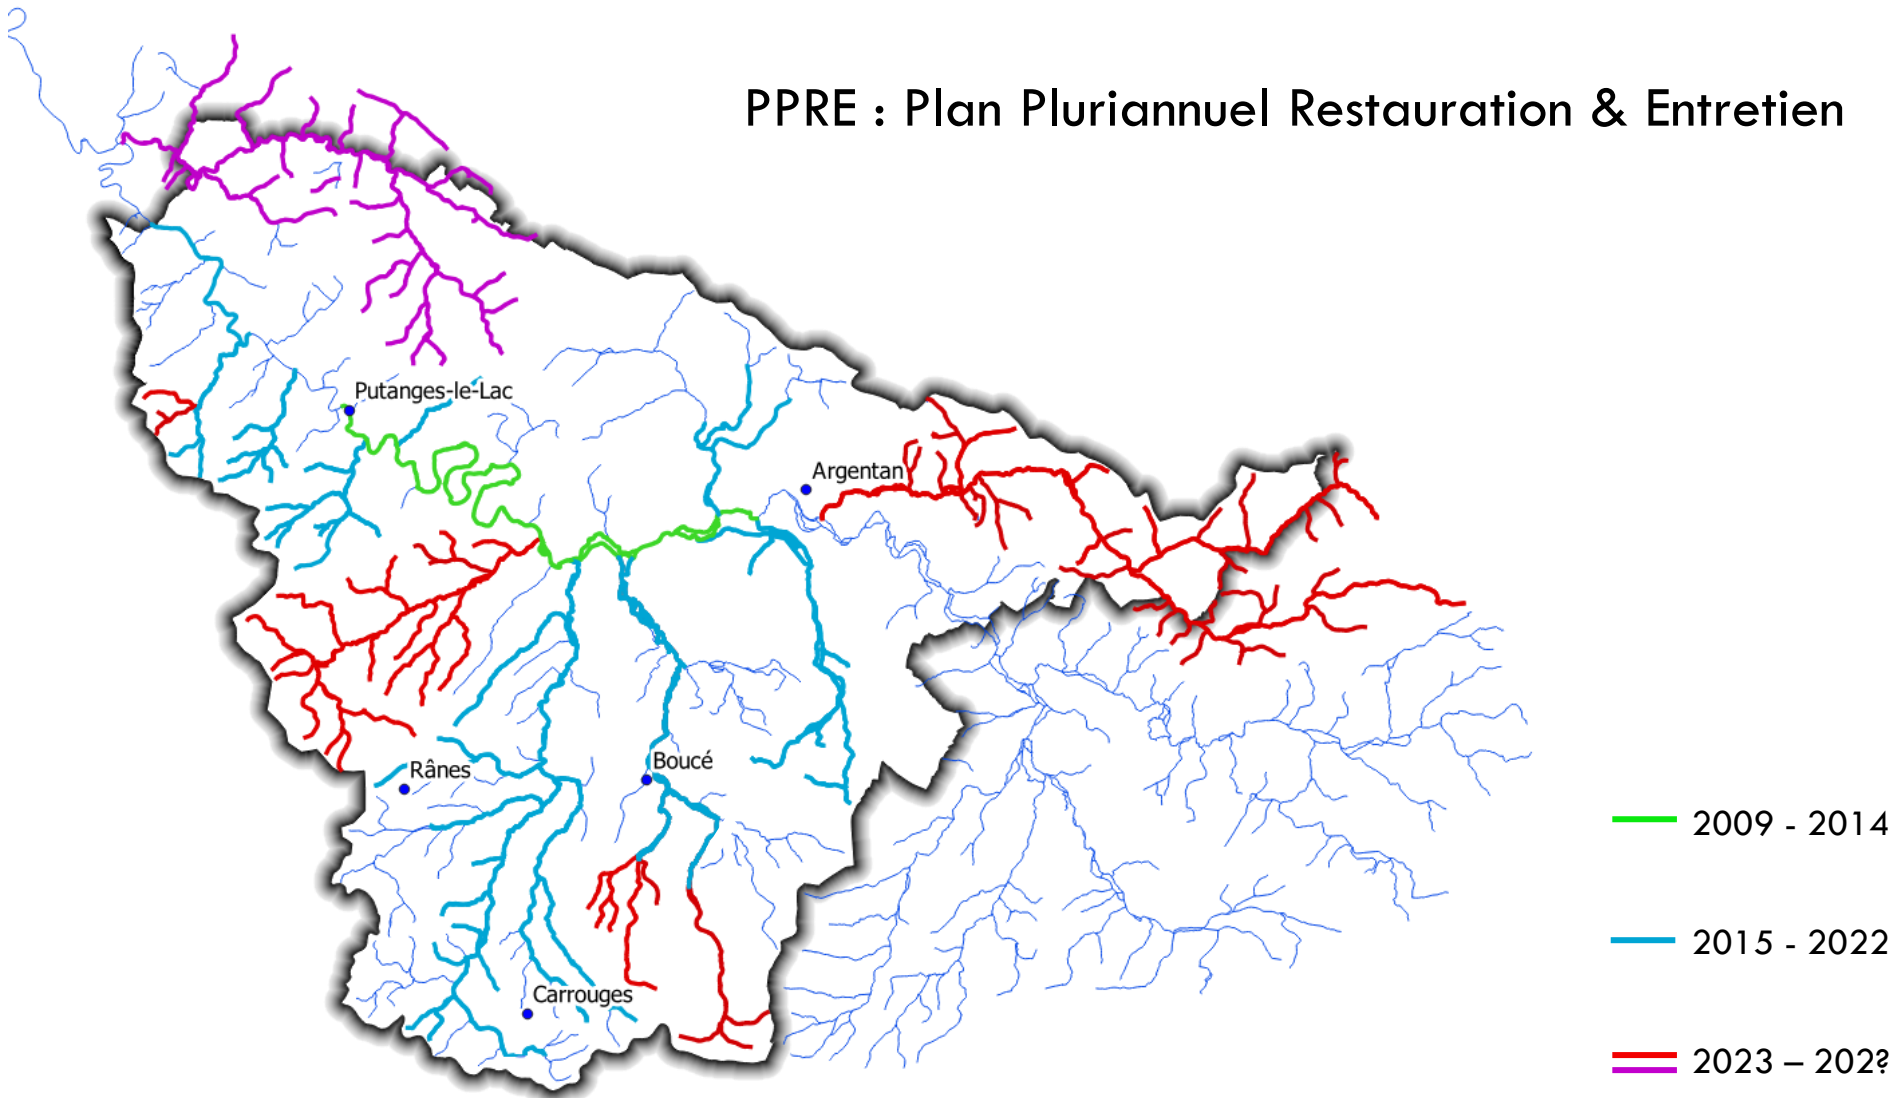 PPRE : Plan Pluriannuel Restauration & Entretien
Putanges-le-Lac
Argentan
Rânes
Boucé
Carrouges
2009 - 2014
2015 - 2022
2023 – 202?